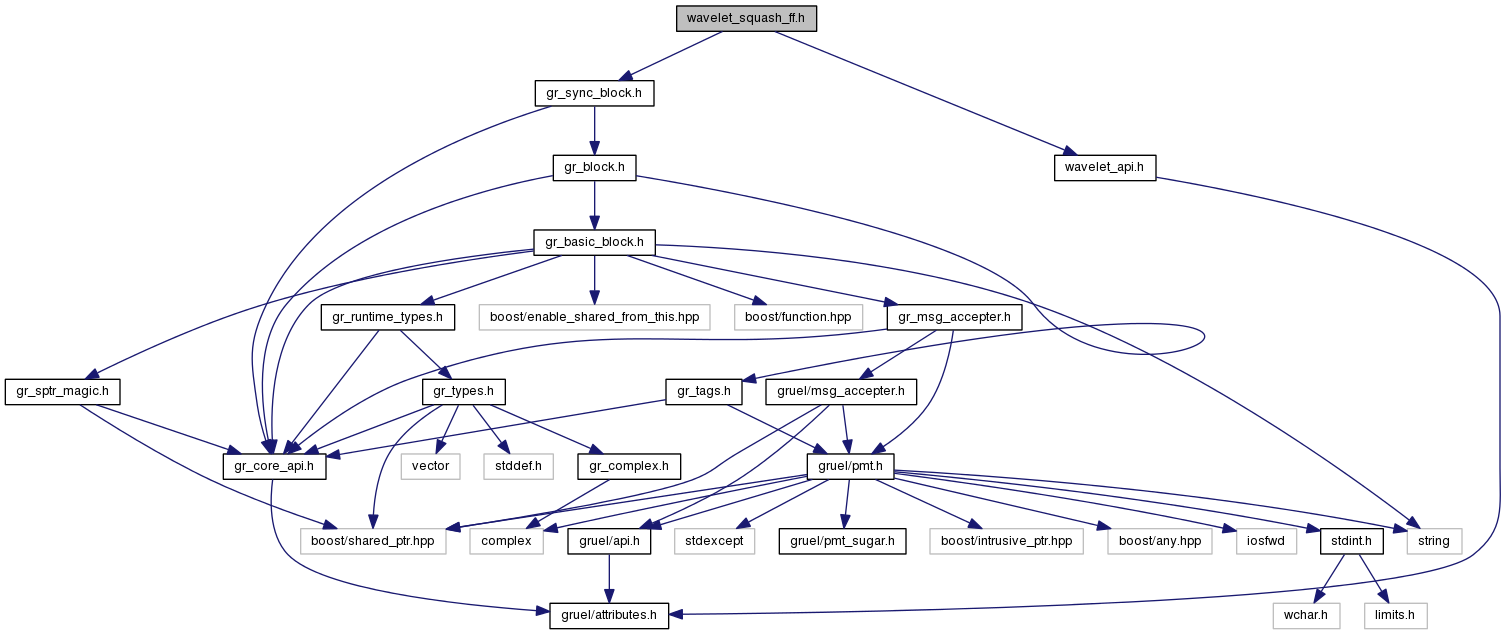 wavelet_squash_ff.h
gr_sync_block.h
gr_block.h
wavelet_api.h
gr_basic_block.h
gr_runtime_types.h
boost/enable_shared_from_this.hpp
boost/function.hpp
gr_msg_accepter.h
gr_sptr_magic.h
gr_types.h
gr_tags.h
gruel/msg_accepter.h
gr_core_api.h
vector
stddef.h
gr_complex.h
gruel/pmt.h
boost/shared_ptr.hpp
complex
gruel/api.h
stdexcept
gruel/pmt_sugar.h
boost/intrusive_ptr.hpp
boost/any.hpp
iosfwd
stdint.h
string
gruel/attributes.h
wchar.h
limits.h